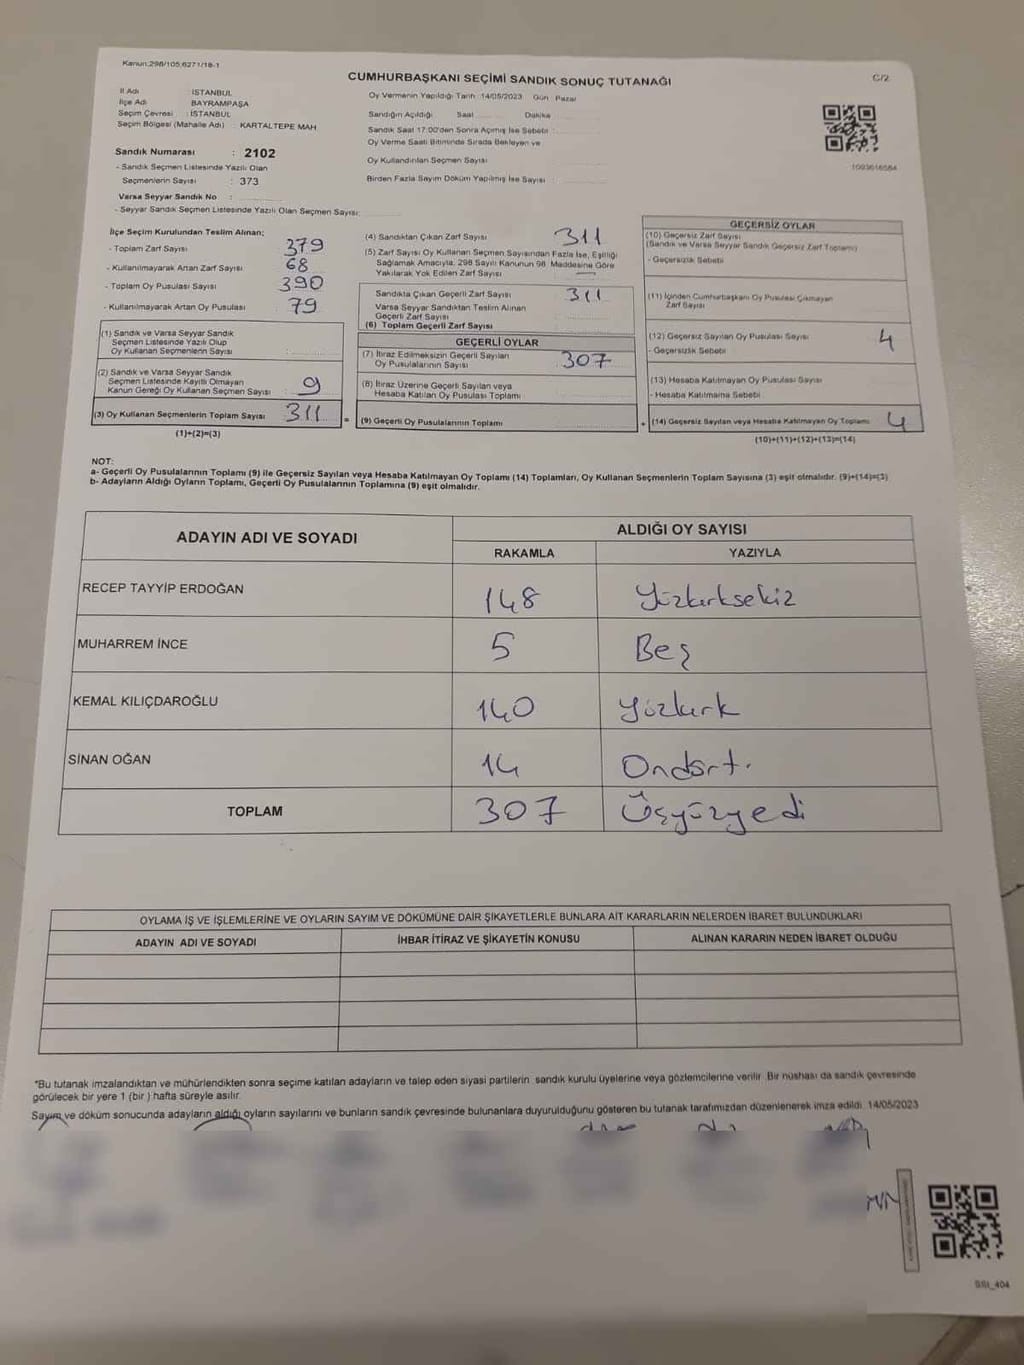 Kanun:298/105;6271/18-1
CUMHURBAŞKANI SEÇİMİ SANDIK SONUÇ TUTANAĞI
C/2
İl Adı : İSTANBUL
İlçe Adı : BAYRAMPAŞA
Seçim Çevresi : İSTANBUL
Seçim Bölgesi (Mahalle Adı) : KARTALTEPE MAH
Sandık Numarası : 2102
- Sandık Seçmen Listesinde Yazılı Olan
Seçmenlerin Sayısı : 373
Varsa Seyyar Sandık No :
- Seyyar Sandık Seçmen Listesinde Yazılı Olan Seçmen Sayısı:
Oy Vermenin Yapıldığı Tarih :14/05/2023 Gün : Pazar
Sandığın Açıldığı Saat Dakika
Sandık Saat 17:00'den Sonra Açılmış İse Sebebi :
Oy Verme Saati Bitiminde Sırada Bekleyen ve
Oy Kullandırılan Seçmen Sayısı
Birden Fazla Sayım Döküm Yapılmış İse Sayısı :
İlçe Seçim Kurulundan Teslim Alınan;
- Toplam Zarf Sayısı 379
- Kullanılmayarak Artan Zarf Sayısı 68
- Toplam Oy Pusulası Sayısı 390
- Kullanılmayarak Artan Oy Pusulası 79
(1) Sandık ve Varsa Seyyar Sandık
Seçmen Listesinde Yazılı Olup
Oy Kullanan Seçmenlerin Sayısı
(2) Sandık ve Varsa Seyyar Sandık
Seçmen Listesinde Kayıtlı Olmayan
Kanun Gereği Oy Kullanan Seçmen Sayısı 9
(3) Oy Kullanan Seçmenlerin Toplam Sayısı 311 =
(1)+(2)=(3)
(4) Sandıktan Çıkan Zarf Sayısı 311
(5) Zarf Sayısı Oy Kullanan Seçmen Sayısından Fazla İse, Eşitliği
Sağlamak Amacıyla, 298 Sayılı Kanunun 98. Maddesine Göre
Yakılarak Yok Edilen Zarf Sayısı —
Sandıkta Çıkan Geçerli Zarf Sayısı 311
Varsa Seyyar Sandıktan Teslim Alınan
Geçerli Zarf Sayısı
(6) Toplam Geçerli Zarf Sayısı
GEÇERLİ OYLAR
(7) İtiraz Edilmeksizin Geçerli Sayılan
Oy Pusulalarının Sayısı 307
(8) İtiraz Üzerine Geçerli Sayılan veya
Hesaba Katılan Oy Pusulası Toplamı
(9) Geçerli Oy Pusulalarının Toplamı +
GEÇERSİZ OYLAR
(10) Geçersiz Zarf Sayısı
(Sandık ve Varsa Seyyar Sandık Geçersiz Zarf Toplamı)
- Geçersizlik Sebebi
(11) İçinden Cumhurbaşkanı Oy Pusulası Çıkmayan
Zarf Sayısı
(12) Geçersiz Sayılan Oy Pusulası Sayısı 4
- Geçersizlik Sebebi
(13) Hesaba Katılmayan Oy Pusulası Sayısı
- Hesaba Katılmama Sebebi
(14) Geçersiz Sayılan veya Hesaba Katılmayan Oy Toplamı 4
(10)+(11)+(12)+(13)=(14)
NOT:
a- Geçerli Oy Pusulalarının Toplamı (9) ile Geçersiz Sayılan veya Hesaba Katılmayan Oy Toplamı (14) Toplamları, Oy Kullanan Seçmenlerin Toplam Sayısına (3) eşit olmalıdır. (9)+(14)=(3)
b- Adayların Aldığı Oyların Toplamı, Geçerli Oy Pusulalarının Toplamına (9) eşit olmalıdır.
ADAYIN ADI VE SOYADI ALDIĞI OY SAYISI
RAKAMLA YAZIYLA
RECEP TAYYİP ERDOĞAN 148 Yüzkırksekiz
MUHARREM İNCE 5 Beş
KEMAL KILIÇDAROĞLU 140 Yüzkırk
SİNAN OĞAN 14 Ondört.
TOPLAM 307 Üçyüzyedi
OYLAMA İŞ VE İŞLEMLERİNE VE OYLARIN SAYIM VE DÖKÜMÜNE DAİR ŞİKAYETLERLE BUNLARA AİT KARARLARIN NELERDEN İBARET BULUNDUKLARI
ADAYIN ADI VE SOYADI İHBAR İTİRAZ VE ŞİKAYETİN KONUSU ALINAN KARARIN NEDEN İBARET OLDUĞU
*Bu tutanak imzalandıktan ve mühürlendikten sonra seçime katılan adayların ve talep eden siyasi partilerin sandık kurulu üyelerine veya gözlemcilerine verilir. Bir nüshası da sandık çevresinde
görülecek bir yere 1 (bir ) hafta süreyle asılır.
Sayım ve döküm sonucunda adayların aldığı oyların sayılarını ve bunların sandık çevresinde bulunanlara duyurulduğunu gösteren bu tutanak tarafımızdan düzenlenerek imza edildi. 14/05/2023
SSI_404